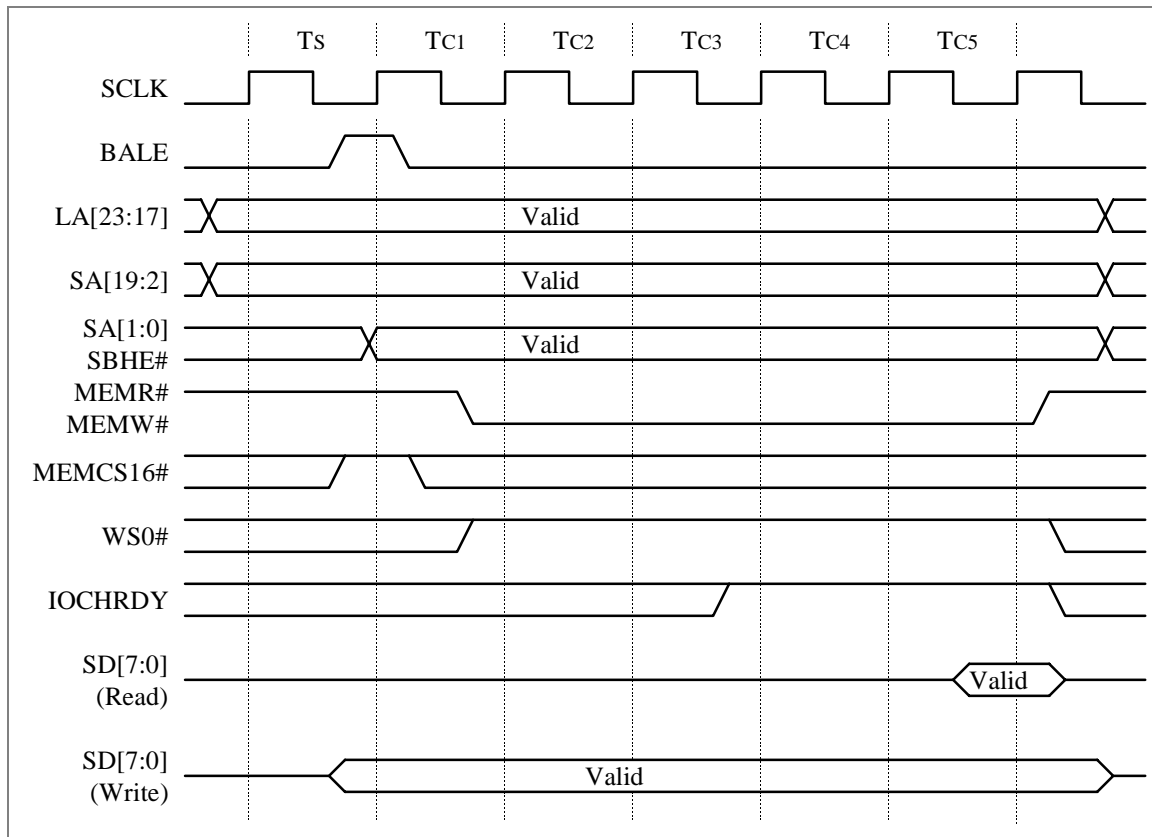 TS TC1 TC2 TC3 TC4 TC5
SCLK
BALE
LA[23:17] Valid
SA[19:2] Valid
SA[1:0]
SBHE# Valid
MEMR#
MEMW#
MEMCS16#
WS0#
IOCHRDY
SD[7:0]
(Read) Valid
SD[7:0]
(Write) Valid